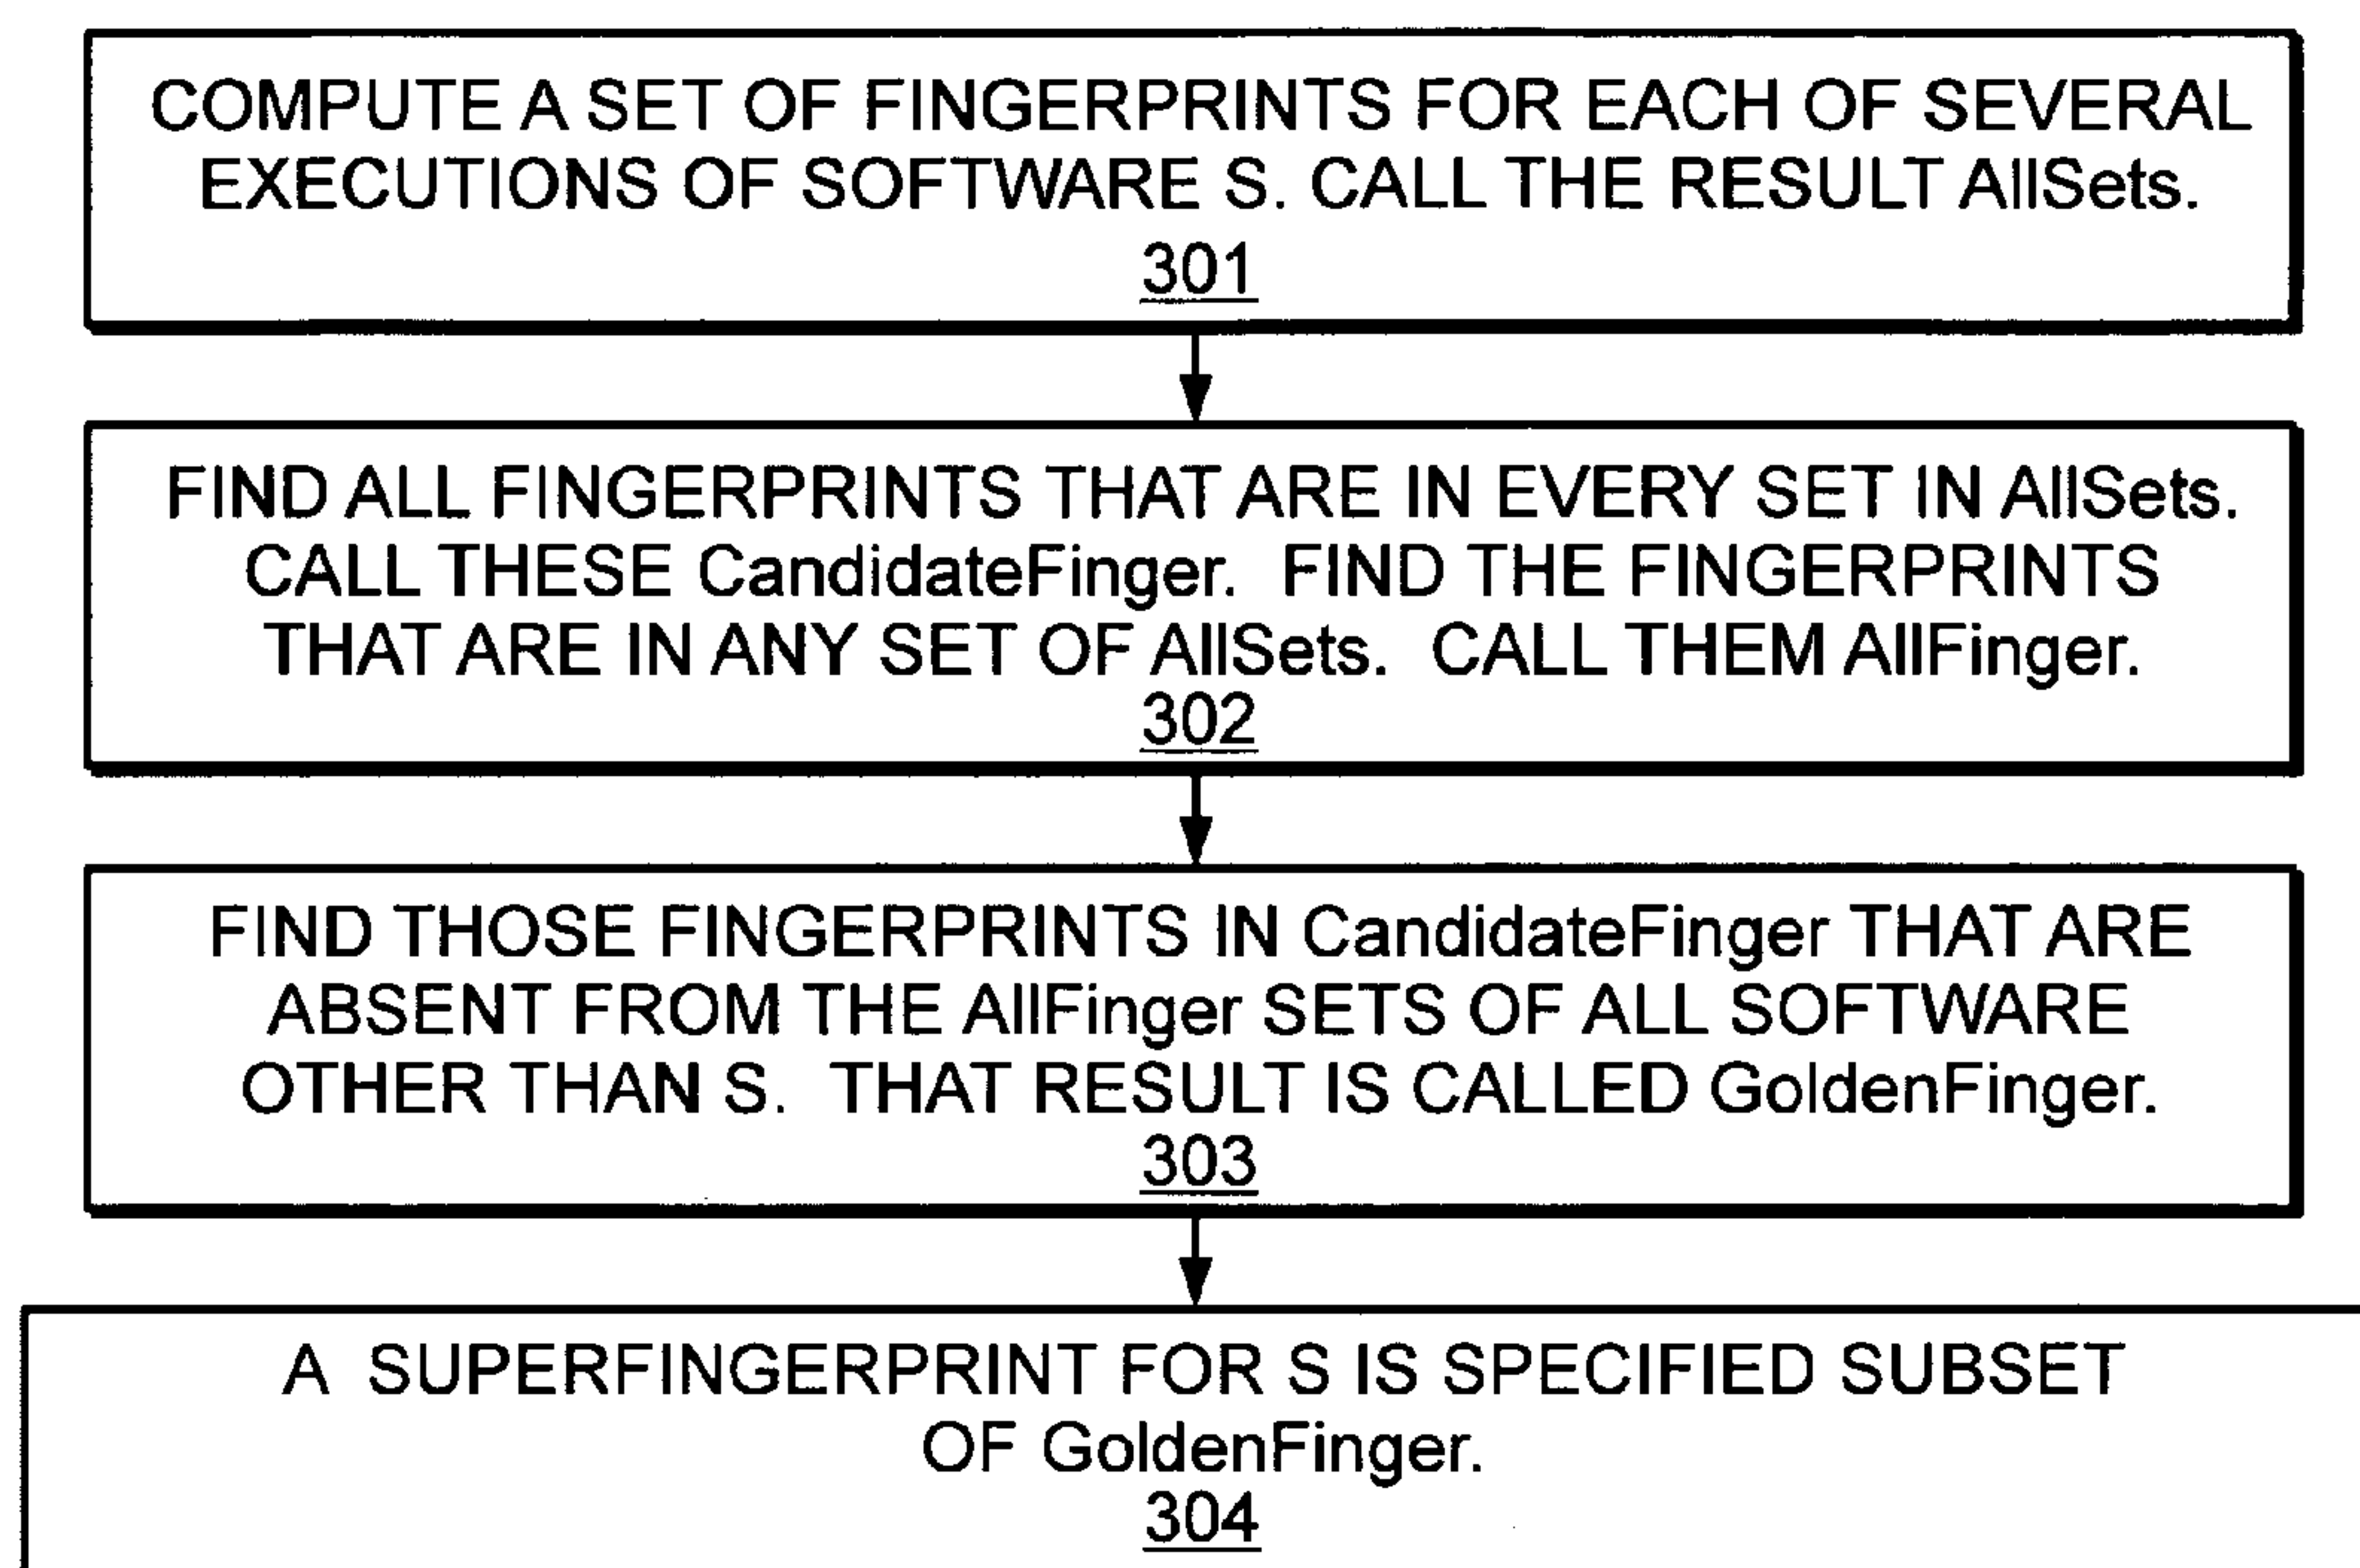 COMPUTE A SET OF FINGERPRINTS FOR EACH OF SEVERAL
EXECUTIONS OF SOFTWARE S. CALL THE RESULT AllSets.
301
FIND ALL FINGERPRINTS THAT ARE IN EVERY SET IN AllSets.
CALL THESE CandidateFinger. FIND THE FINGERPRINTS
THAT ARE IN ANY SET OF AllSets. CALL THEM AllFinger.
302
FIND THOSE FINGERPRINTS IN CandidateFinger THAT ARE
ABSENT FROM THE AllFinger SETS OF ALL SOFTWARE
OTHER THAN S. THAT RESULT IS CALLED GoldenFinger.
303
A SUPERFINGERPRINT FOR S IS SPECIFIED SUBSET
OF GoldenFinger.
304